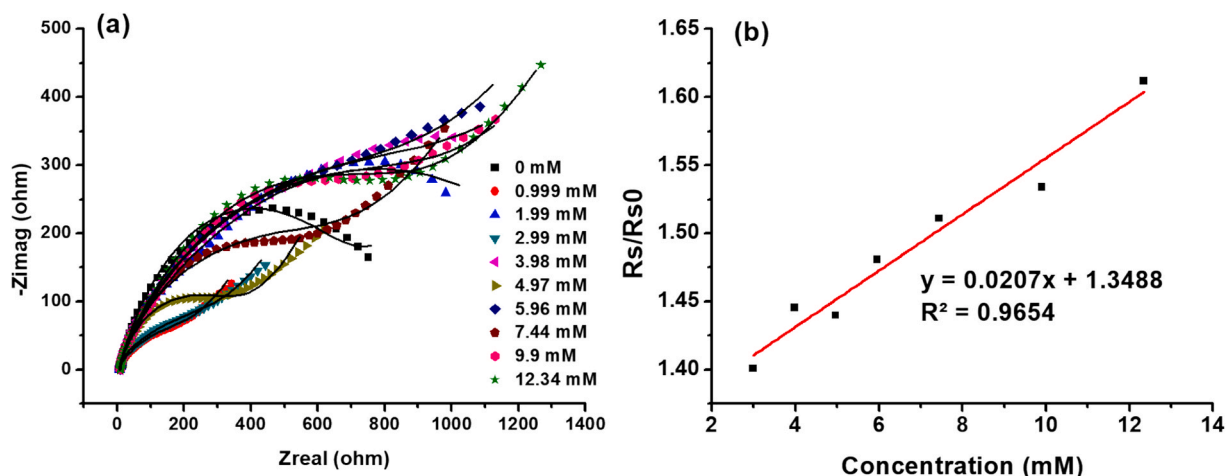 (a)
500
400
300
200
100
0
-Zimag (ohm)
0 200 400 600 800 1000 1200 1400
Zreal (ohm)
0 mM
0.999 mM
1.99 mM
2.99 mM
3.98 mM
4.97 mM
5.96 mM
7.44 mM
9.9 mM
12.34 mM
(b)
1.65
1.60
1.55
1.50
1.45
1.40
Rs/Rs0
y = 0.0207x + 1.3488
R² = 0.9654
2 4 6 8 10 12 14
Concentration (mM)